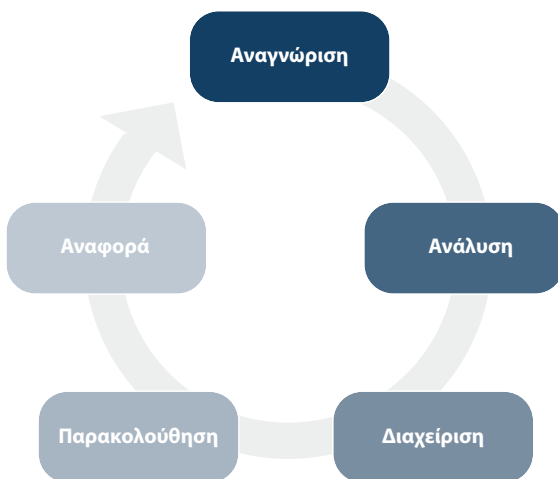 Αναγνώριση
Ανάλυση
Διαχείριση
Παρακολούθηση
Αναφορά